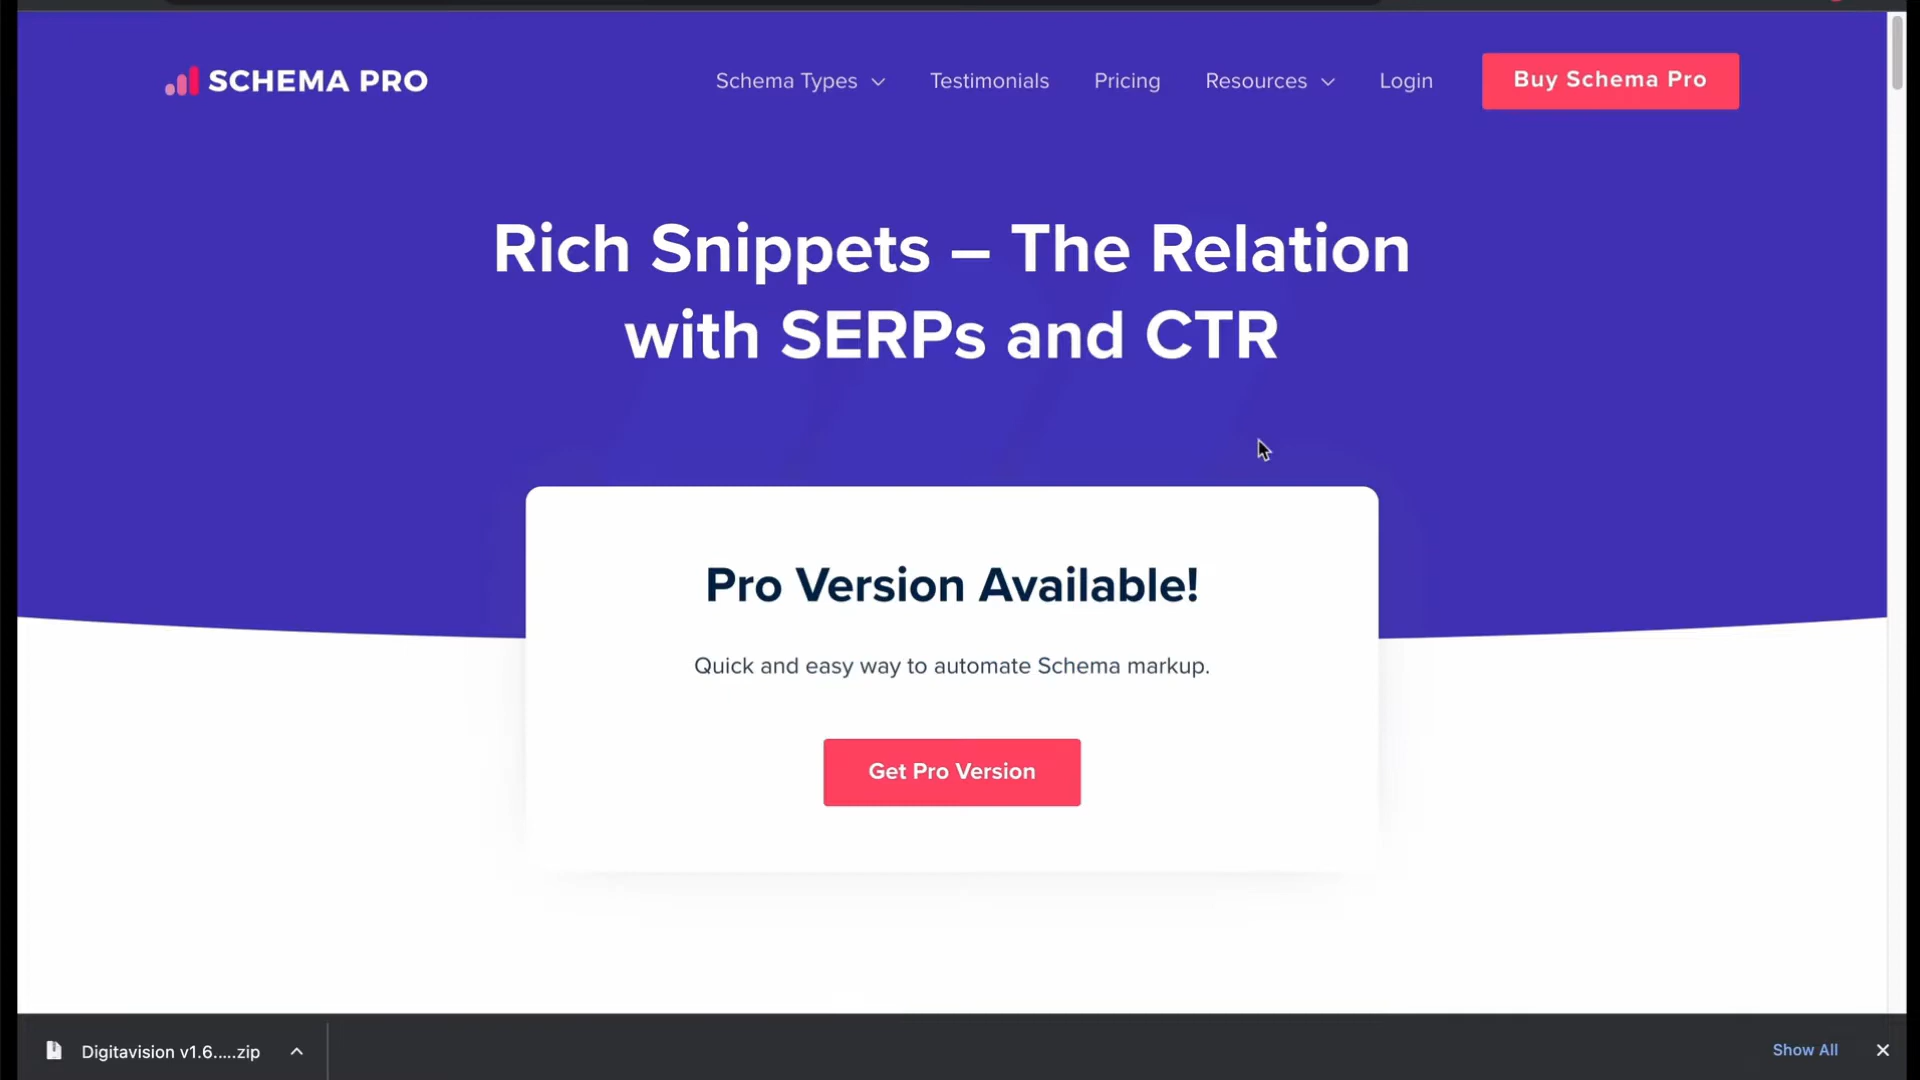 SCHEMA PRO
Schema Types
Testimonials
Pricing
Resources
Login
Buy Schema Pro
Rich Snippets – The Relation
with SERPs and CTR
Pro Version Available!
Quick and easy way to automate Schema markup.
Get Pro Version
Digitavision v1.6.....zip
Show All